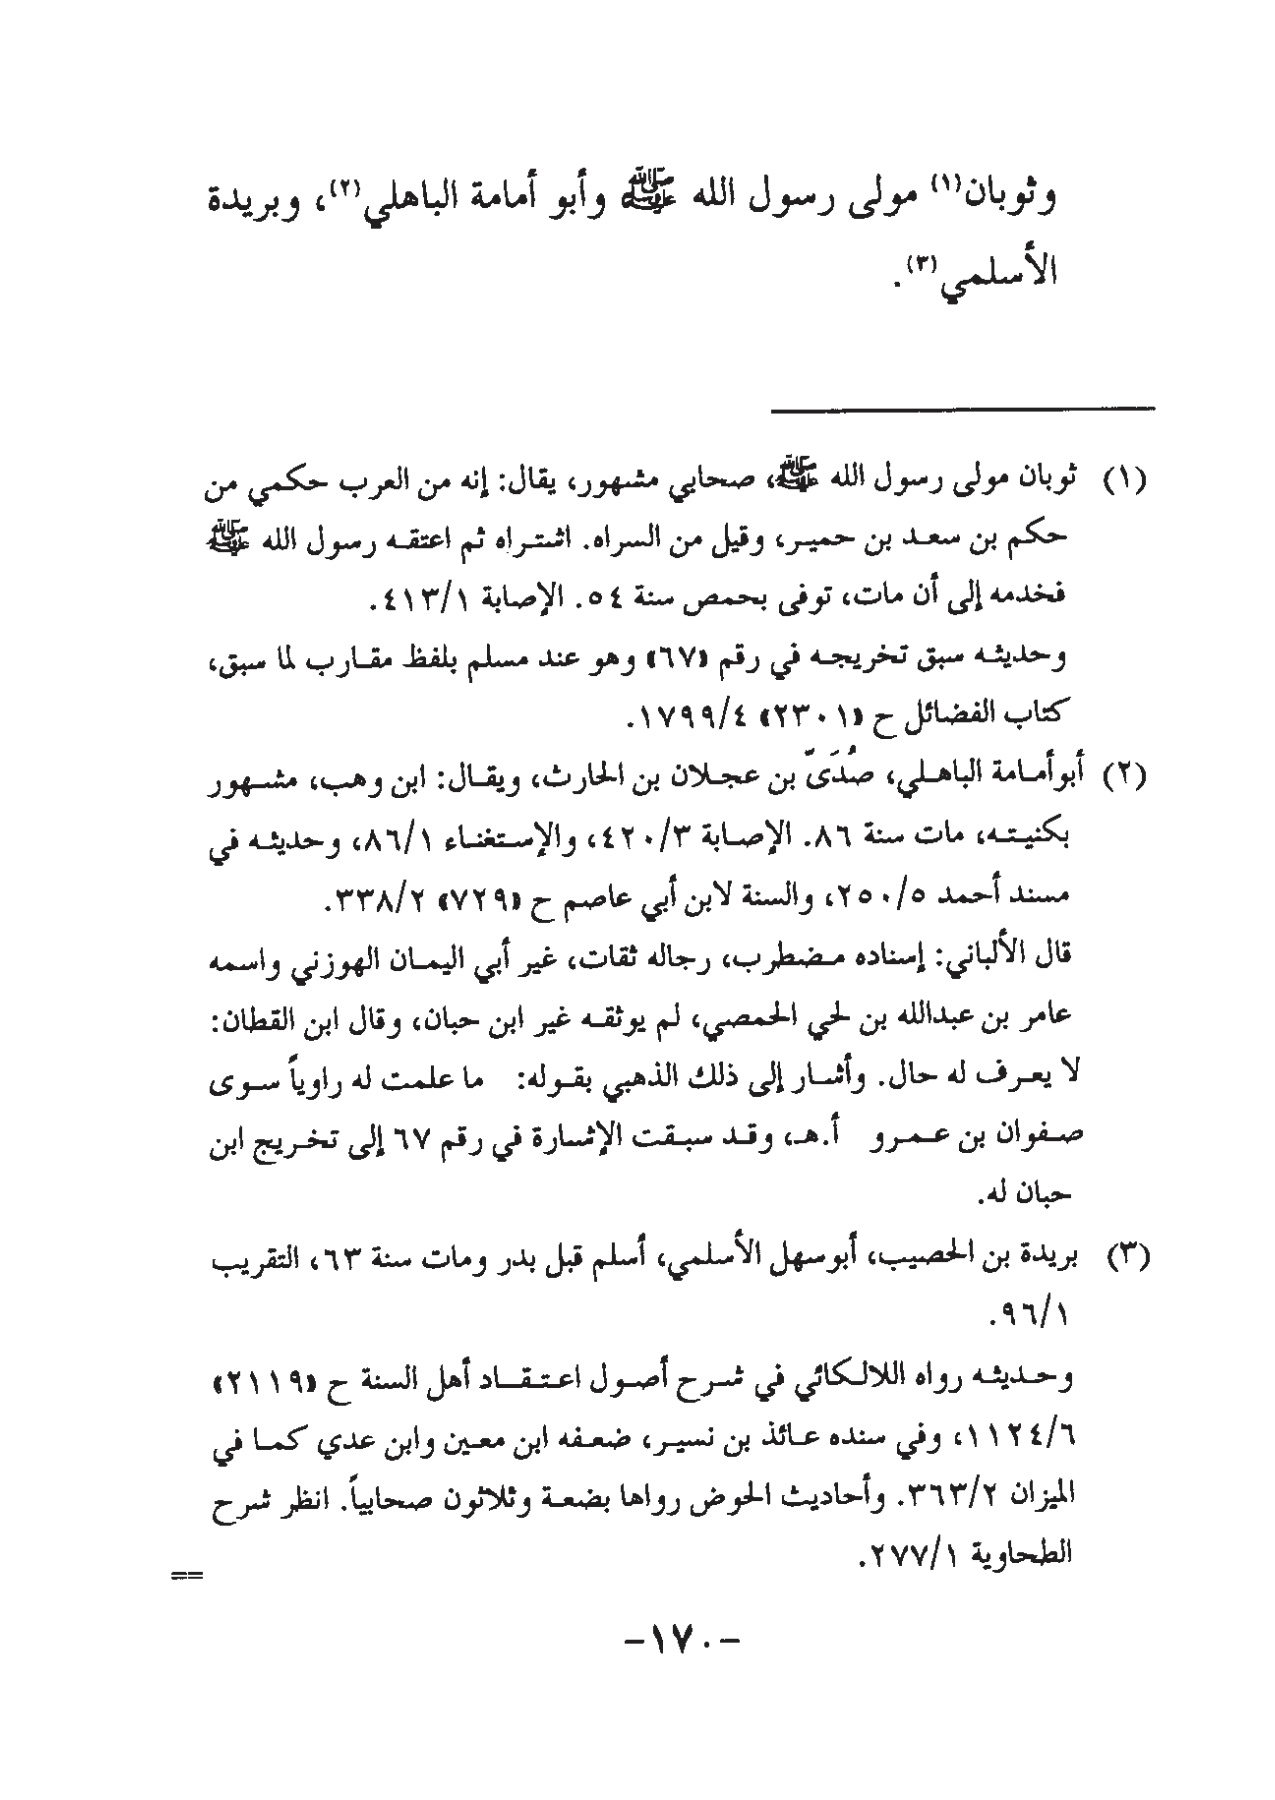 وثوبان(١) مولى رسول الله ﷺ وأبو أمامة الباهلي(٢)، وبريدة
الأسلمي(٣).
(١) ثوبان مولى رسول الله ﷺ، صحابي مشهور، يقال: إنه من العرب حكمي من
حكم بن سعد بن حمير، وقيل من السراه. اشتراه ثم اعتقه رسول الله ﷺ
فخدمه إلى أن مات، توفى بحمص سنة ٥٤. الإصابة ٤١٣/١.
وحديثه سبق تخريجه في رقم «٦٧» وهو عند مسلم بلفظ مقارب لما سبق،
كتاب الفضائل ح «٢٣٠١» ١٧٩٩/٤.
(٢) أبوأمامة الباهلي، صُدَىّ بن عجلان بن الحارث، ويقال: ابن وهب، مشهور
بكنيته، مات سنة ٨٦. الإصابة ٤٢٠/٣، والإستغناء ٨٦/١، وحديثه في
مسند أحمد ٢٥٠/٥، والسنة لابن أبي عاصم ح «٧٢٩» ٣٣٨/٢.
قال الألباني: إسناده مضطرب، رجاله ثقات، غير أبي اليمان الهوزني واسمه
عامر بن عبدالله بن لحي الحمصي، لم يوثقه غير ابن حبان، وقال ابن القطان:
لا يعرف له حال. وأشار إلى ذلك الذهبي بقوله: ما علمت له راوياً سوى
صفوان بن عمرو أ.هـ، وقد سبقت الإشارة في رقم ٦٧ إلى تخريج ابن
حبان له.
(٣) بريدة بن الحصيب، أبوسهل الأسلمي، أسلم قبل بدر ومات سنة ٦٣، التقريب
٩٦/١.
وحديثه رواه اللالكائي في شرح أصول اعتقاد أهل السنة ح «٢١١٩»
١١٢٤/٦، وفي سنده عائذ بن نسير، ضعفه ابن معين وابن عدي كما في
الميزان ٣٦٣/٢. وأحاديث الحوض رواها بضعة وثلاثون صحابياً. انظر شرح
الطحاوية ٢٧٧/١.
==
-١٧٠-